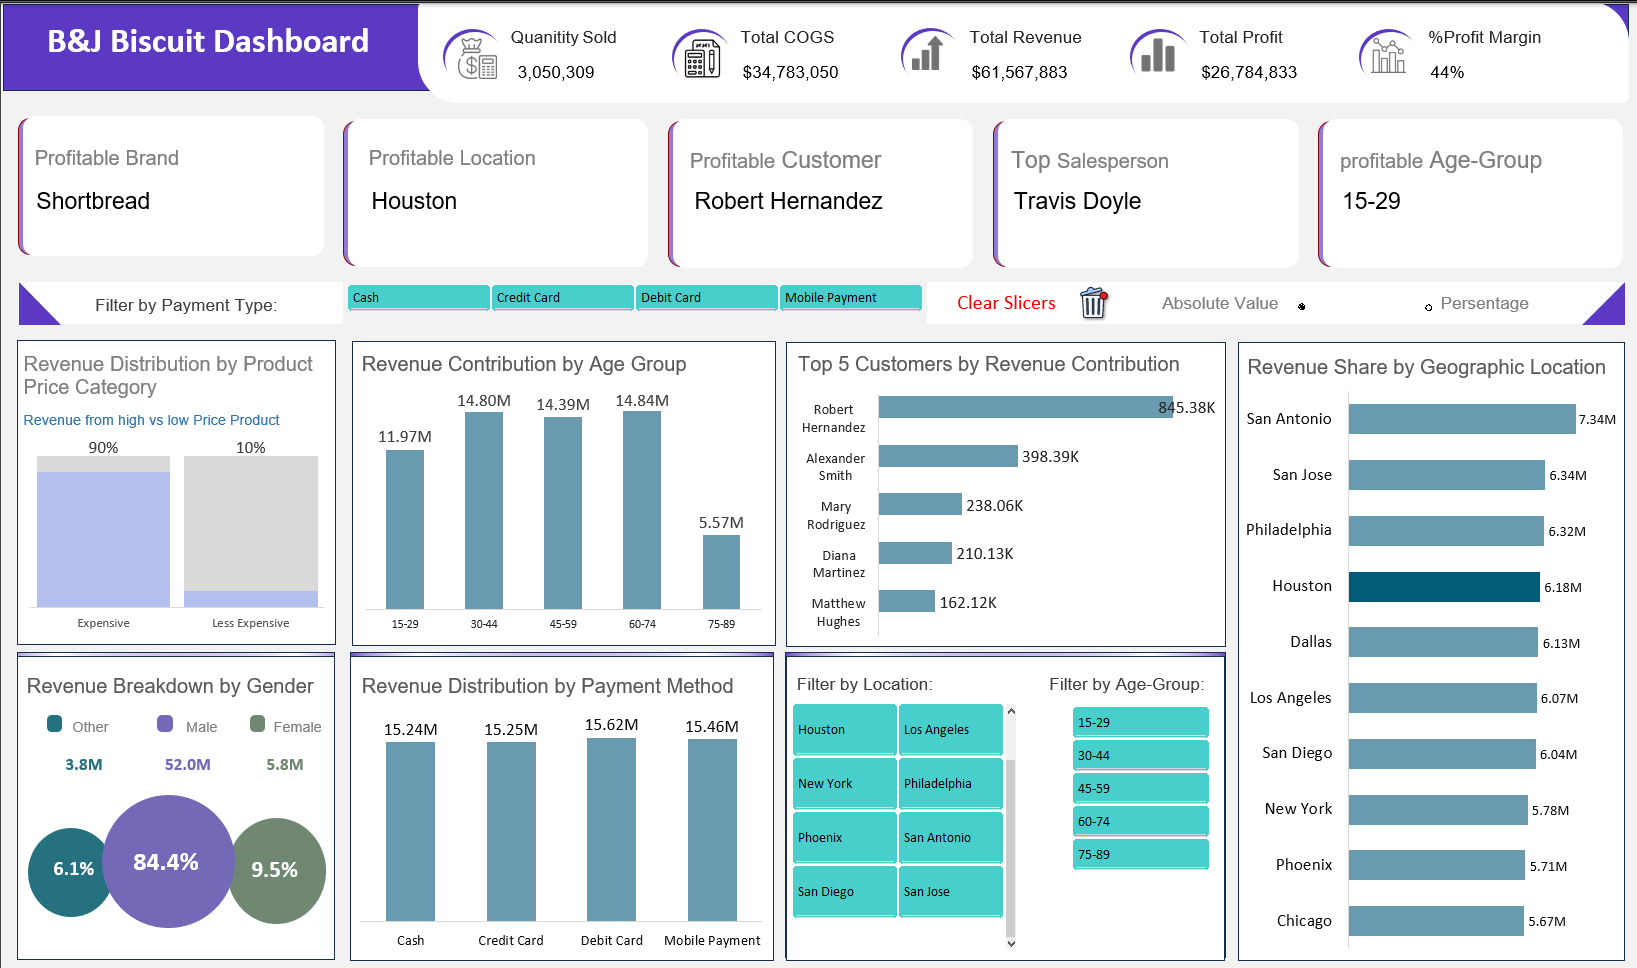 B&J Biscuit Dashboard
Quanitity Sold
3,050,309
Total COGS
$34,783,050
Total Revenue
$61,567,883
Total Profit
$26,784,833
%Profit Margin
44%
Profitable Brand
Shortbread
Profitable Location
Houston
Profitable Customer
Robert Hernandez
Top Salesperson
Travis Doyle
profitable Age-Group
15-29
Filter by Payment Type:
Cash
Credit Card
Debit Card
Mobile Payment
Clear Slicers
Absolute Value
Persentage
Revenue Distribution by Product
Price Category
Revenue from high vs low Price Product
90%
10%
Expensive
Less Expensive
Revenue Contribution by Age Group
11.97M
14.80M
14.39M
14.84M
5.57M
15-29
30-44
45-59
60-74
75-89
Top 5 Customers by Revenue Contribution
Robert
Hernandez
845.38K
Alexander
Smith
398.39K
Mary
Rodriguez
238.06K
Diana
Martinez
210.13K
Matthew
Hughes
162.12K
Revenue Share by Geographic Location
San Antonio
7.34M
San Jose
6.34M
Philadelphia
6.32M
Houston
6.18M
Dallas
6.13M
Los Angeles
6.07M
San Diego
6.04M
New York
5.78M
Phoenix
5.71M
Chicago
5.67M
Revenue Breakdown by Gender
Other
Male
Female
3.8M
52.0M
5.8M
6.1%
84.4%
9.5%
Revenue Distribution by Payment Method
15.24M
15.25M
15.62M
15.46M
Cash
Credit Card
Debit Card
Mobile Payment
Filter by Location:
Houston
Los Angeles
New York
Philadelphia
Phoenix
San Antonio
San Diego
San Jose
Filter by Age-Group:
15-29
30-44
45-59
60-74
75-89